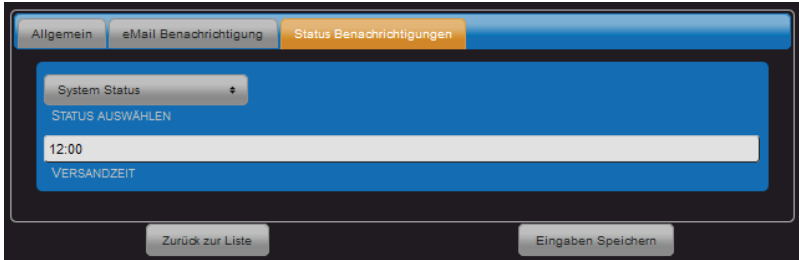 Allgemein eMail Benachrichtigung Status Benachrichtigungen
System Status
STATUS AUSWÄHLEN
12:00
VERSANDZEIT
Zurück zur Liste Eingaben Speichern